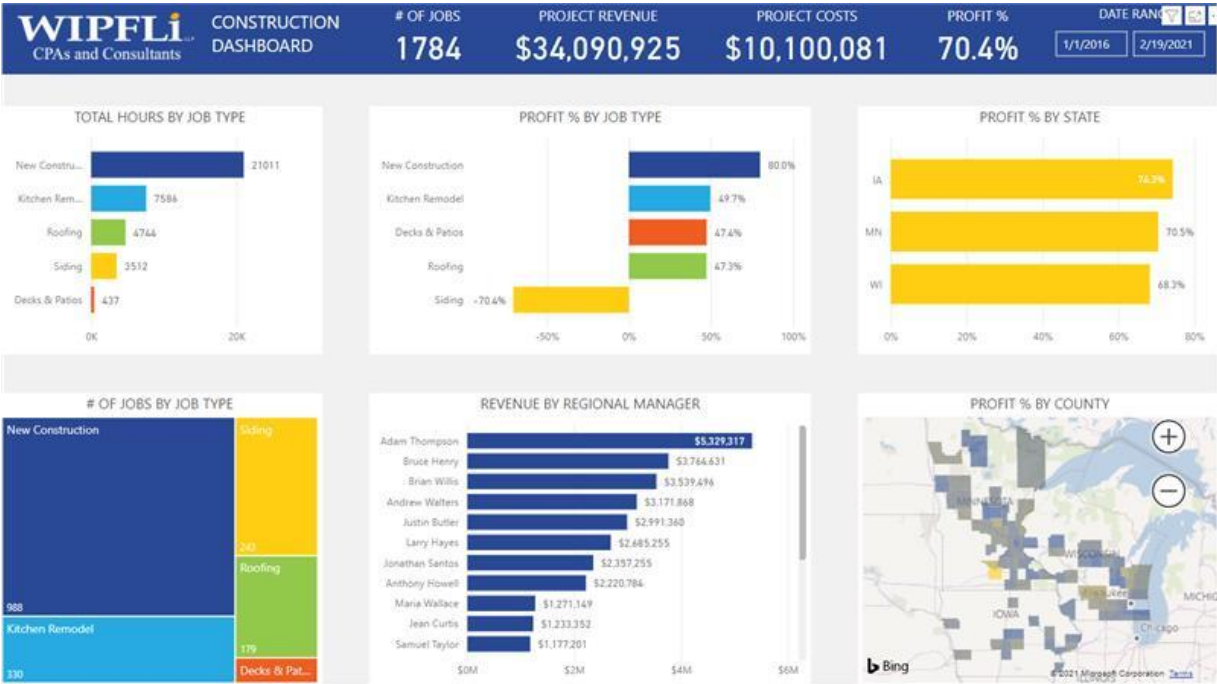 WIPFLi LLP
CPAs and Consultants
CONSTRUCTION
DASHBOARD
# OF JOBS
1784
PROJECT REVENUE
$34,090,925
PROJECT COSTS
$10,100,081
PROFIT %
70.4%
DATE RANG
1/1/2016
2/19/2021
TOTAL HOURS BY JOB TYPE
New Constru... 21011
Kitchen Rem... 7586
Roofing 4744
Siding 3512
Decks & Patios 437
0K 20K
PROFIT % BY JOB TYPE
New Construction 80.0%
Kitchen Remodel 49.7%
Decks & Patios 47.4%
Roofing 47.3%
Siding -70.4%
-50% 0% 50% 100%
PROFIT % BY STATE
IA 74.3%
MN 70.5%
WI 68.3%
0% 20% 40% 60% 80%
# OF JOBS BY JOB TYPE
New Construction
988
Kitchen Remodel
330
Siding
243
Roofing
179
Decks & Pat...
REVENUE BY REGIONAL MANAGER
Adam Thompson $5,329,317
Bruce Henry $3,764,631
Brian Willis $3,539,496
Andrew Walters $3,171,868
Justin Butler $2,991,360
Larry Hayes $2,685,255
Jonathan Santos $2,357,255
Anthony Howell $2,220,784
Maria Wallace $1,271,149
Jean Curtis $1,233,352
Samuel Taylor $1,177,201
$0M $2M $4M $6M
PROFIT % BY COUNTY
MINNESOTA
WISCONSIN
Milwaukee
MICHIG
IOWA
Chicago
ILLINOIS
Bing
© 2021 Microsoft Corporation Terms